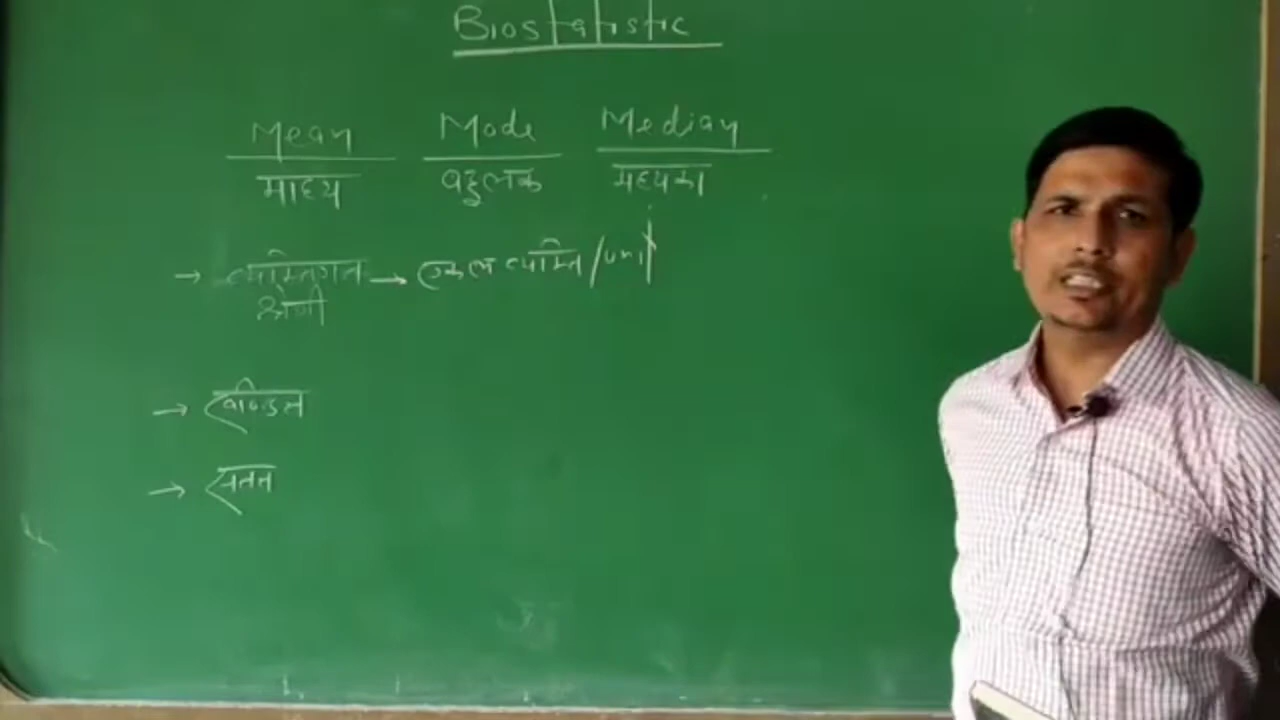 Biostatistic
Mean Mode Median
माध्य बहुलक मध्यका
→ व्यक्तिगत → एकल व्यक्ति / unit
श्रेणी
→ खण्डित
→ सतत